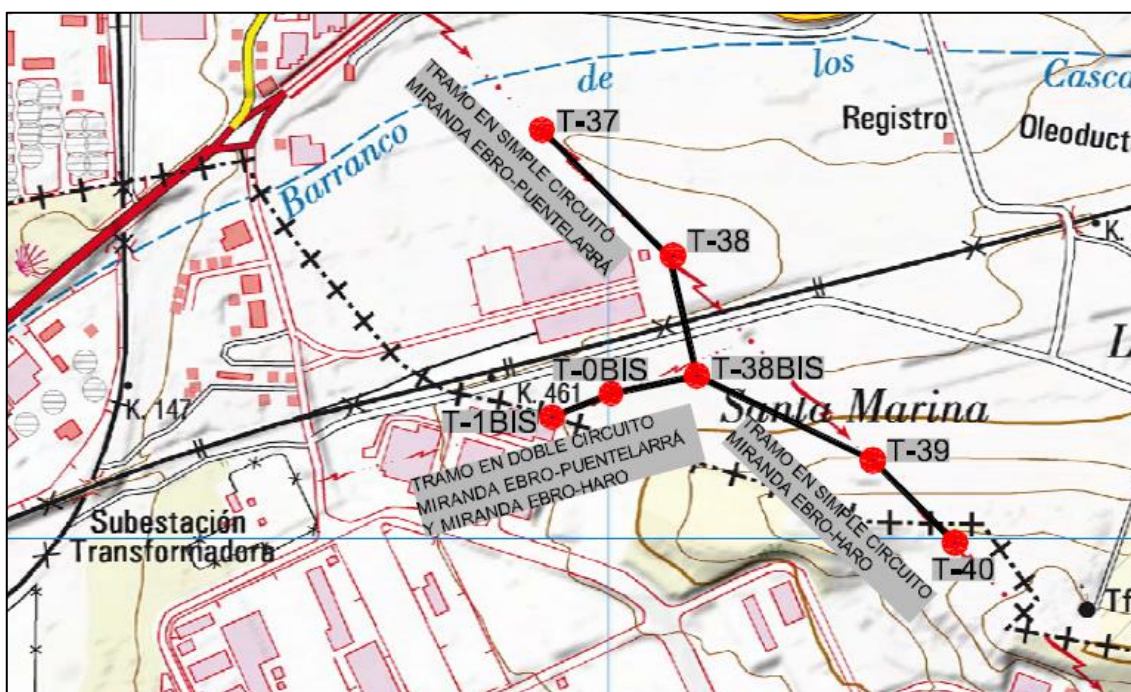 de
los
Casca
TRAMO EN SIMPLE CIRCUITO
MIRANDA EBRO-PUENTELARRÁ
T-37
Registro
Oleoduct
Barranco
T-38
K.
T-0BIS
T-38BIS
L
K. 461
T-1BIS
Santa Marina
K. 147
TRAMO EN DOBLE CIRCUITO
MIRANDA EBRO-PUENTELARRÁ
Y MIRANDA EBRO-HARO
TRAMO EN SIMPLE CIRCUITO
MIRANDA EBRO-HARO
T-39
Subestación
Transformadora
T-40
Tf